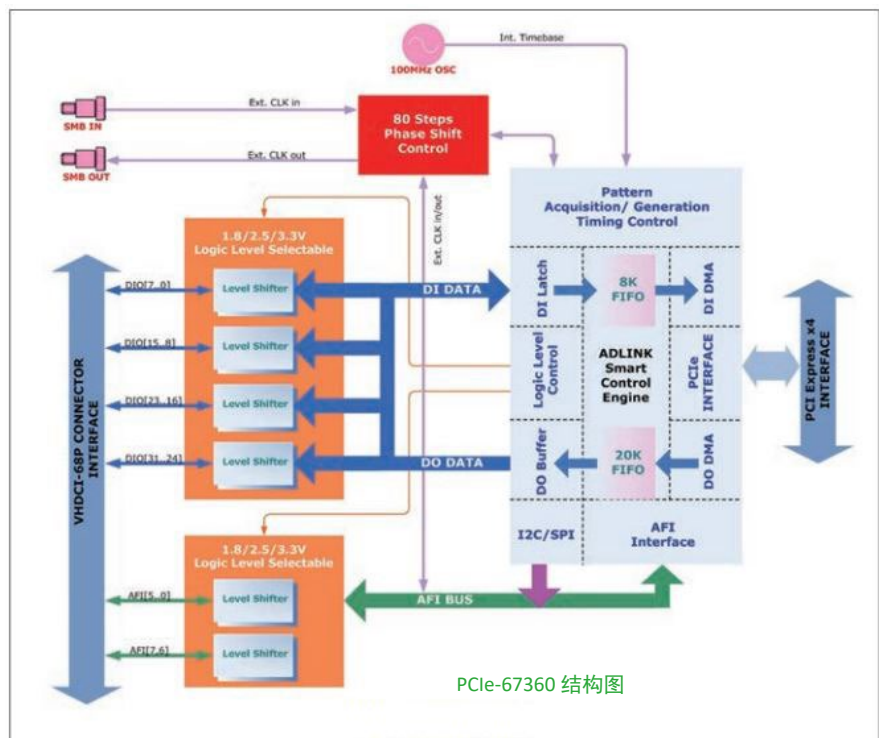 Int. Timebase
100MHz OSC
Ext. CLK in
SMB IN
80 Steps
Phase Shift
Control
Ext. CLK out
SMB OUT
Pattern
Acquisition/ Generation
Timing Control
Ext. CLK in/out
1.8/2.5/3.3V
Logic Level Selectable
DIO[7..0]
Level Shifter
DI DATA
DI Latch
8K
FIFO
DI DMA
DIO[15..8]
Level Shifter
Logic Level
Control
ADLINK
Smart
Control
Engine
PCIe
INTERFACE
PCI Express x4
INTERFACE
VHDCI-68P CONNECTOR
INTERFACE
DIO[23..16]
Level Shifter
DIO[31..24]
Level Shifter
DO DATA
DO Buffer
20K
FIFO
DO DMA
I2C/SPI
AFI
Interface
1.8/2.5/3.3V
Logic Level Selectable
AFI[5..0]
Level Shifter
AFI BUS
AFI[7,6]
Level Shifter
PCIe-67360 结构图